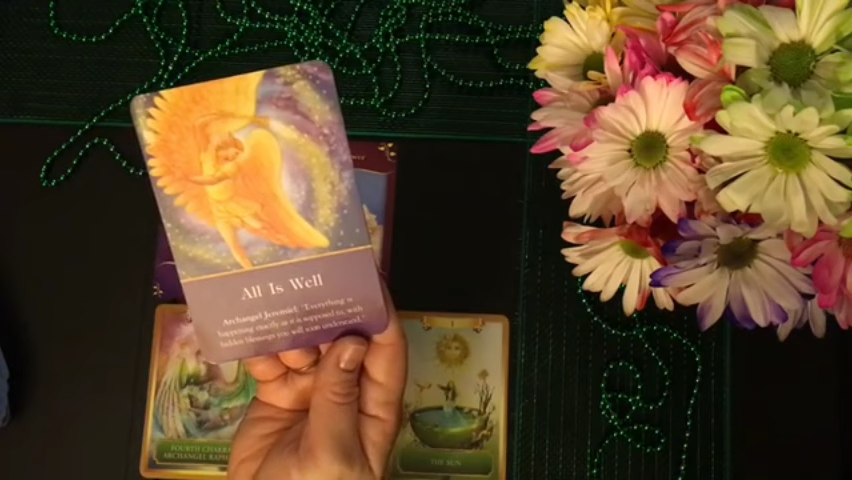 All Is Well
Archangel Jeremiel: "Everything is
happening exactly as it is supposed to, with
hidden blessings you will soon understand."
FOURTH CHAKRA
ARCHANGEL
THE SUN